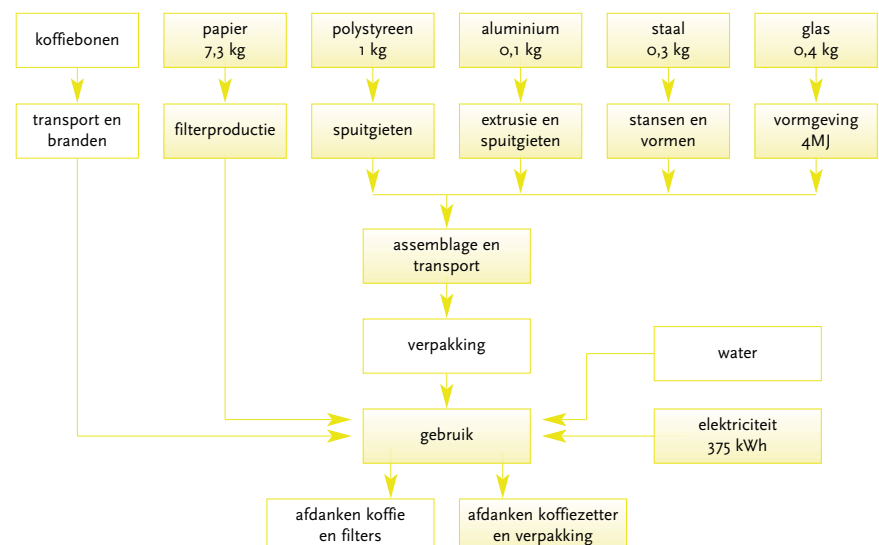 koffiebonen
papier
7,3 kg
polystyreen
1 kg
aluminium
0,1 kg
staal
0,3 kg
glas
0,4 kg
transport en
branden
filterproductie
spuitgieten
extrusie en
spuitgieten
stansen en
vormen
vormgeving
4MJ
assemblage en
transport
verpakking
water
gebruik
elektriciteit
375 kWh
afdanken koffie
en filters
afdanken koffiezetter
en verpakking